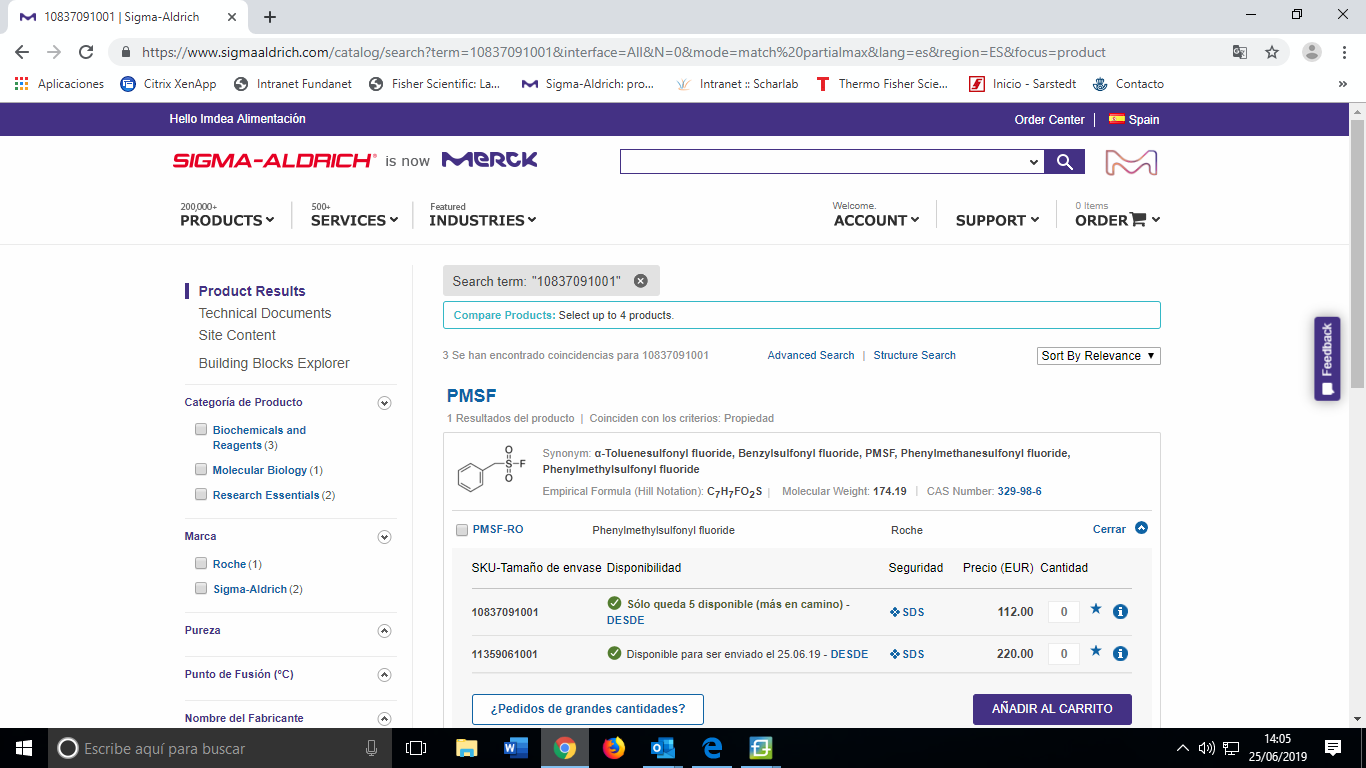 10837091001 | Sigma-Aldrich
https://www.sigmaaldrich.com/catalog/search?term=10837091001&interface=All&N=0&mode=match%20partialmax&lang=es&region=ES&focus=product
Aplicaciones Citrix XenApp Intranet Fundanet Fisher Scientific: La... Sigma-Aldrich: pro... Intranet :: Scharlab Thermo Fisher Scie... Inicio - Sarstedt Contacto »
Hello Imdea Alimentación Order Center | Spain
SIGMA-ALDRICH® is now MERCK
200,000+ 500+ Featured Welcome. 0 Items
PRODUCTS SERVICES INDUSTRIES ACCOUNT SUPPORT ORDER
Product Results
Technical Documents
Site Content
Building Blocks Explorer
Categoría de Producto
Biochemicals and
Reagents (3)
Molecular Biology (1)
Research Essentials (2)
Marca
Roche (1)
Sigma-Aldrich (2)
Pureza
Punto de Fusión (ºC)
Nombre del Fabricante
Search term: "10837091001"
Compare Products: Select up to 4 products.
3 Se han encontrado coincidencias para 10837091001 Advanced Search | Structure Search Sort By Relevance
PMSF
1 Resultados del producto | Coinciden con los criterios: Propiedad
O
S F
O
Synonym: α-Toluenesulfonyl fluoride, Benzylsulfonyl fluoride, PMSF, Phenylmethanesulfonyl fluoride,
Phenylmethylsulfonyl fluoride
Empirical Formula (Hill Notation): C7H7FO2S | Molecular Weight: 174.19 | CAS Number: 329-98-6
PMSF-RO Phenylmethylsulfonyl fluoride Roche Cerrar
SKU-Tamaño de envase Disponibilidad Seguridad Precio (EUR) Cantidad
10837091001 Sólo queda 5 disponible (más en camino) - SDS 112.00 0
DESDE
11359061001 Disponible para ser enviado el 25.06.19 - DESDE SDS 220.00 0
¿Pedidos de grandes cantidades? AÑADIR AL CARRITO
Feedback
Escribe aquí para buscar
14:05
25/06/2019